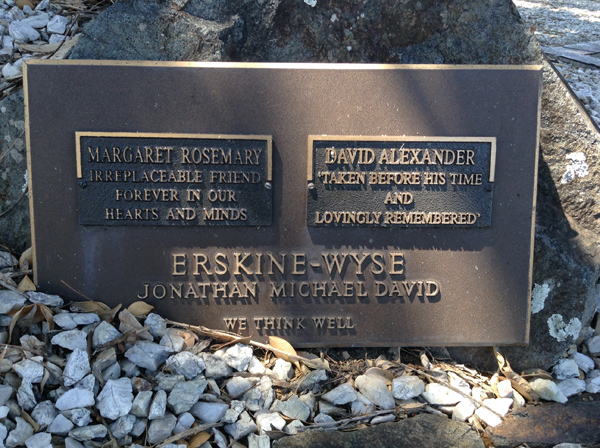 MARGARET ROSEMARY
IRREPLACEABLE FRIEND
FOREVER IN OUR
HEARTS AND MINDS
DAVID ALEXANDER
'TAKEN BEFORE HIS TIME
AND
LOVINGLY REMEMBERED'
ERSKINE-WYSE
JONATHAN MICHAEL DAVID
WE THINK WELL